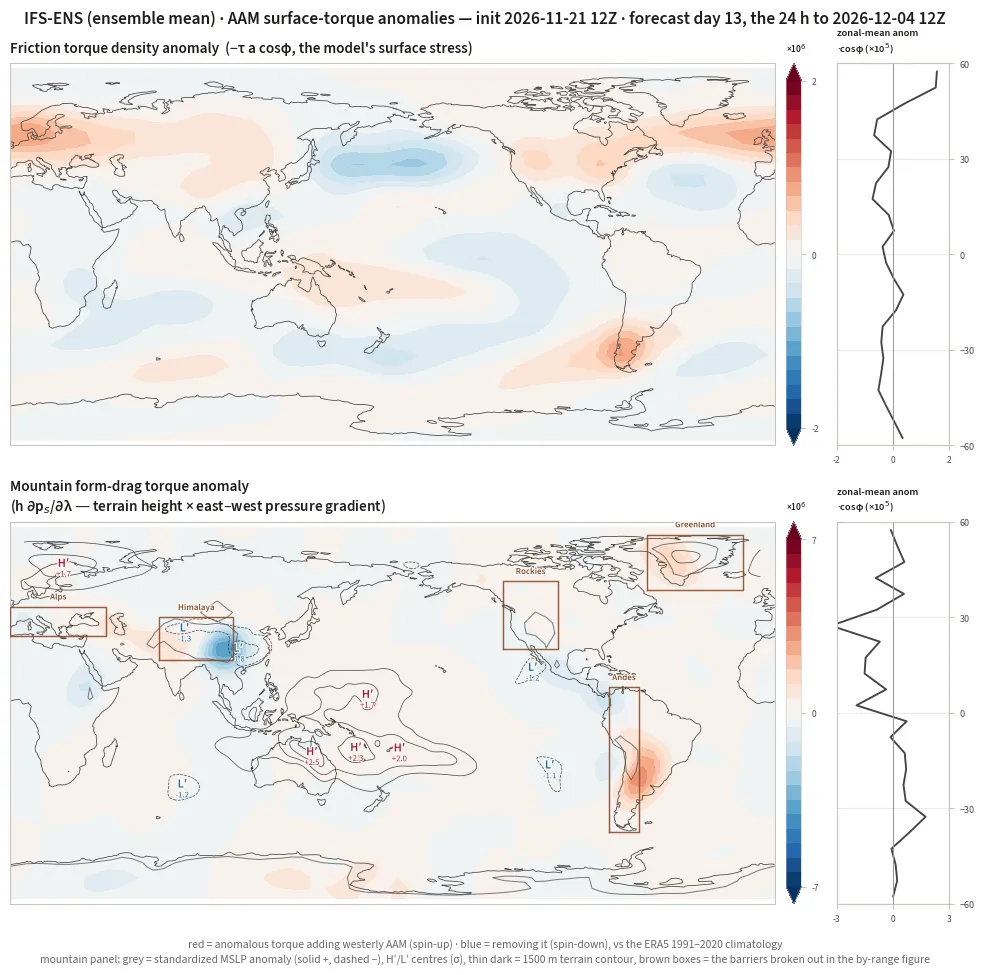 IFS-ENS (ensemble mean) · AAM surface-torque anomalies — init 2026-11-21 12Z · forecast day 13, the 24 h to 2026-12-04 12Z
Friction torque density anomaly (−τ a cosϕ, the model's surface stress)
×10⁶
2
0
-2
zonal-mean anom
·cosϕ (×10⁵)
60
30
0
−30
−60
-2
0
2
Mountain form-drag torque anomaly
(h ∂pₛ/∂λ — terrain height × east–west pressure gradient)
×10⁶
7
0
-7
zonal-mean anom
·cosϕ (×10⁵)
60
30
0
−30
−60
-3
0
3
Greenland
Rockies
H′
+1.7
Alps
Himalaya
L′
-1.3
L′
L′
-1.2
Andes
H′
+1.7
H′
+2.5
H′
+2.3
H′
+2.0
L′
-1.1
L′
-1.2
red = anomalous torque adding westerly AAM (spin-up) · blue = removing it (spin-down), vs the ERA5 1991–2020 climatology
mountain panel: grey = standardized MSLP anomaly (solid +, dashed −), H′/L′ centres (σ), thin dark = 1500 m terrain contour, brown boxes = the barriers broken out in the by-range figure